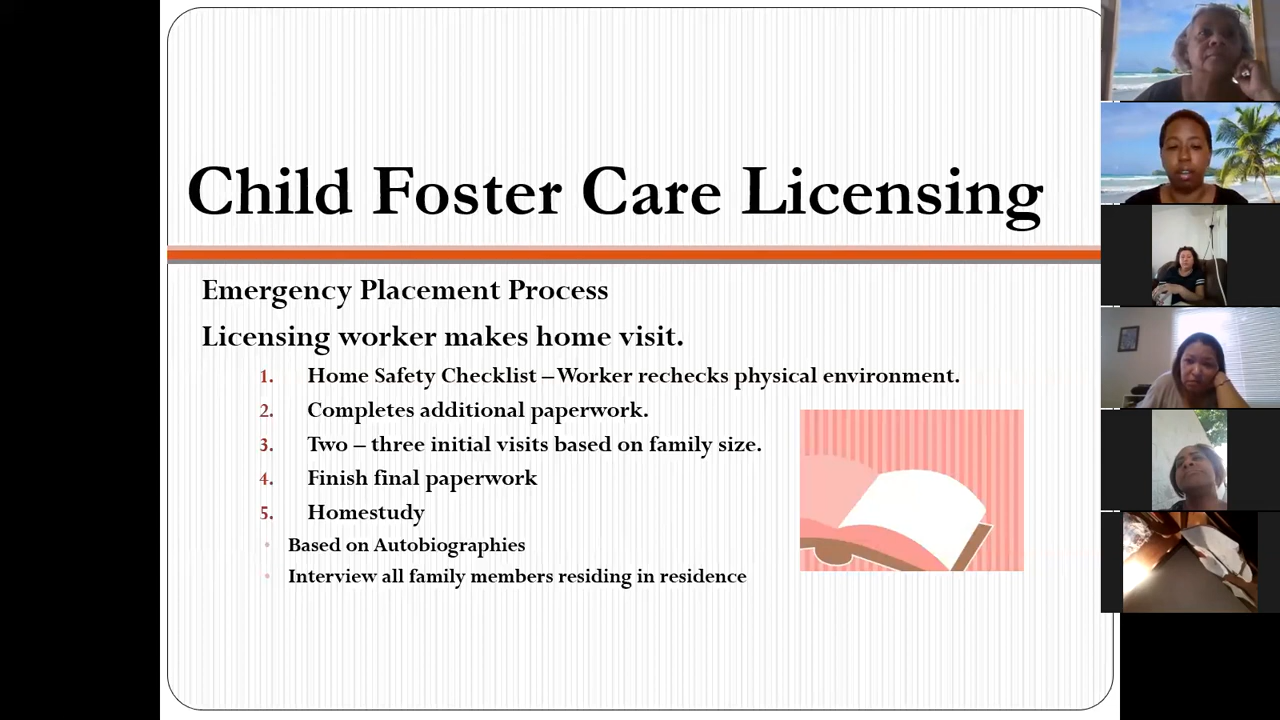 Child Foster Care Licensing
Emergency Placement Process
Licensing worker makes home visit.
1. Home Safety Checklist – Worker rechecks physical environment.
2. Completes additional paperwork.
3. Two – three initial visits based on family size.
4. Finish final paperwork
5. Homestudy
• Based on Autobiographies
• Interview all family members residing in residence